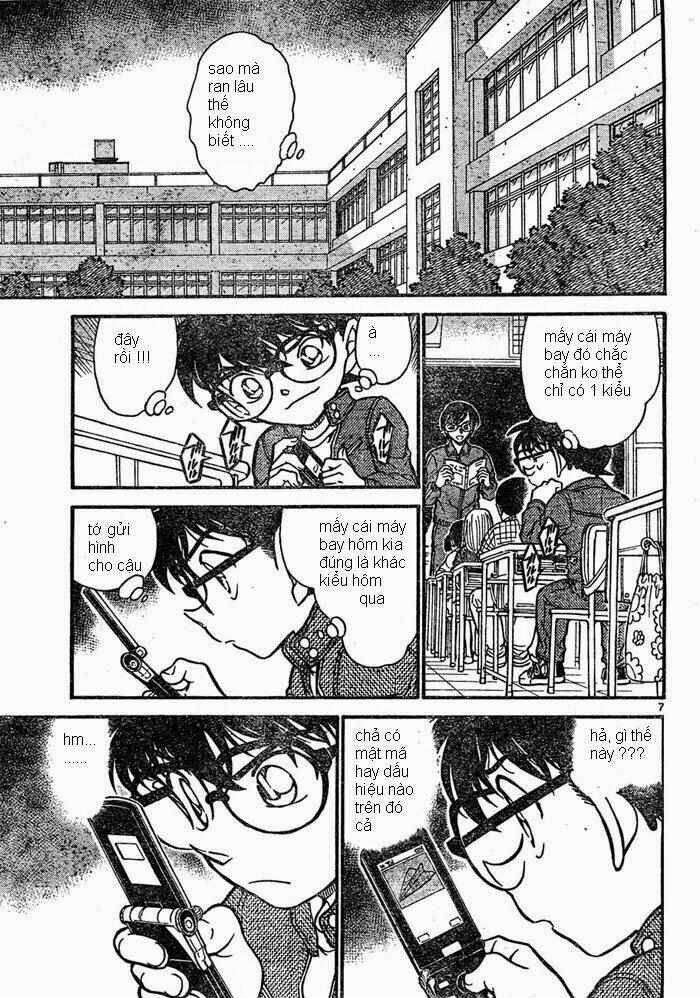 sao mà
ran lâu
thế
không
biết ....
mấy cái máy
bay đó chắc
chắn ko thể
chỉ có 1 kiểu
à
...
đây
rồi !!!
mấy cái máy
bay hôm kia
đúng là khác
kiểu hôm
qua
tớ gửi
hình
cho cậu
7
hả, gì thế
này ???
chả có
mật mã
hay dấu
hiệu nào
trên đó
cả
hm...
......